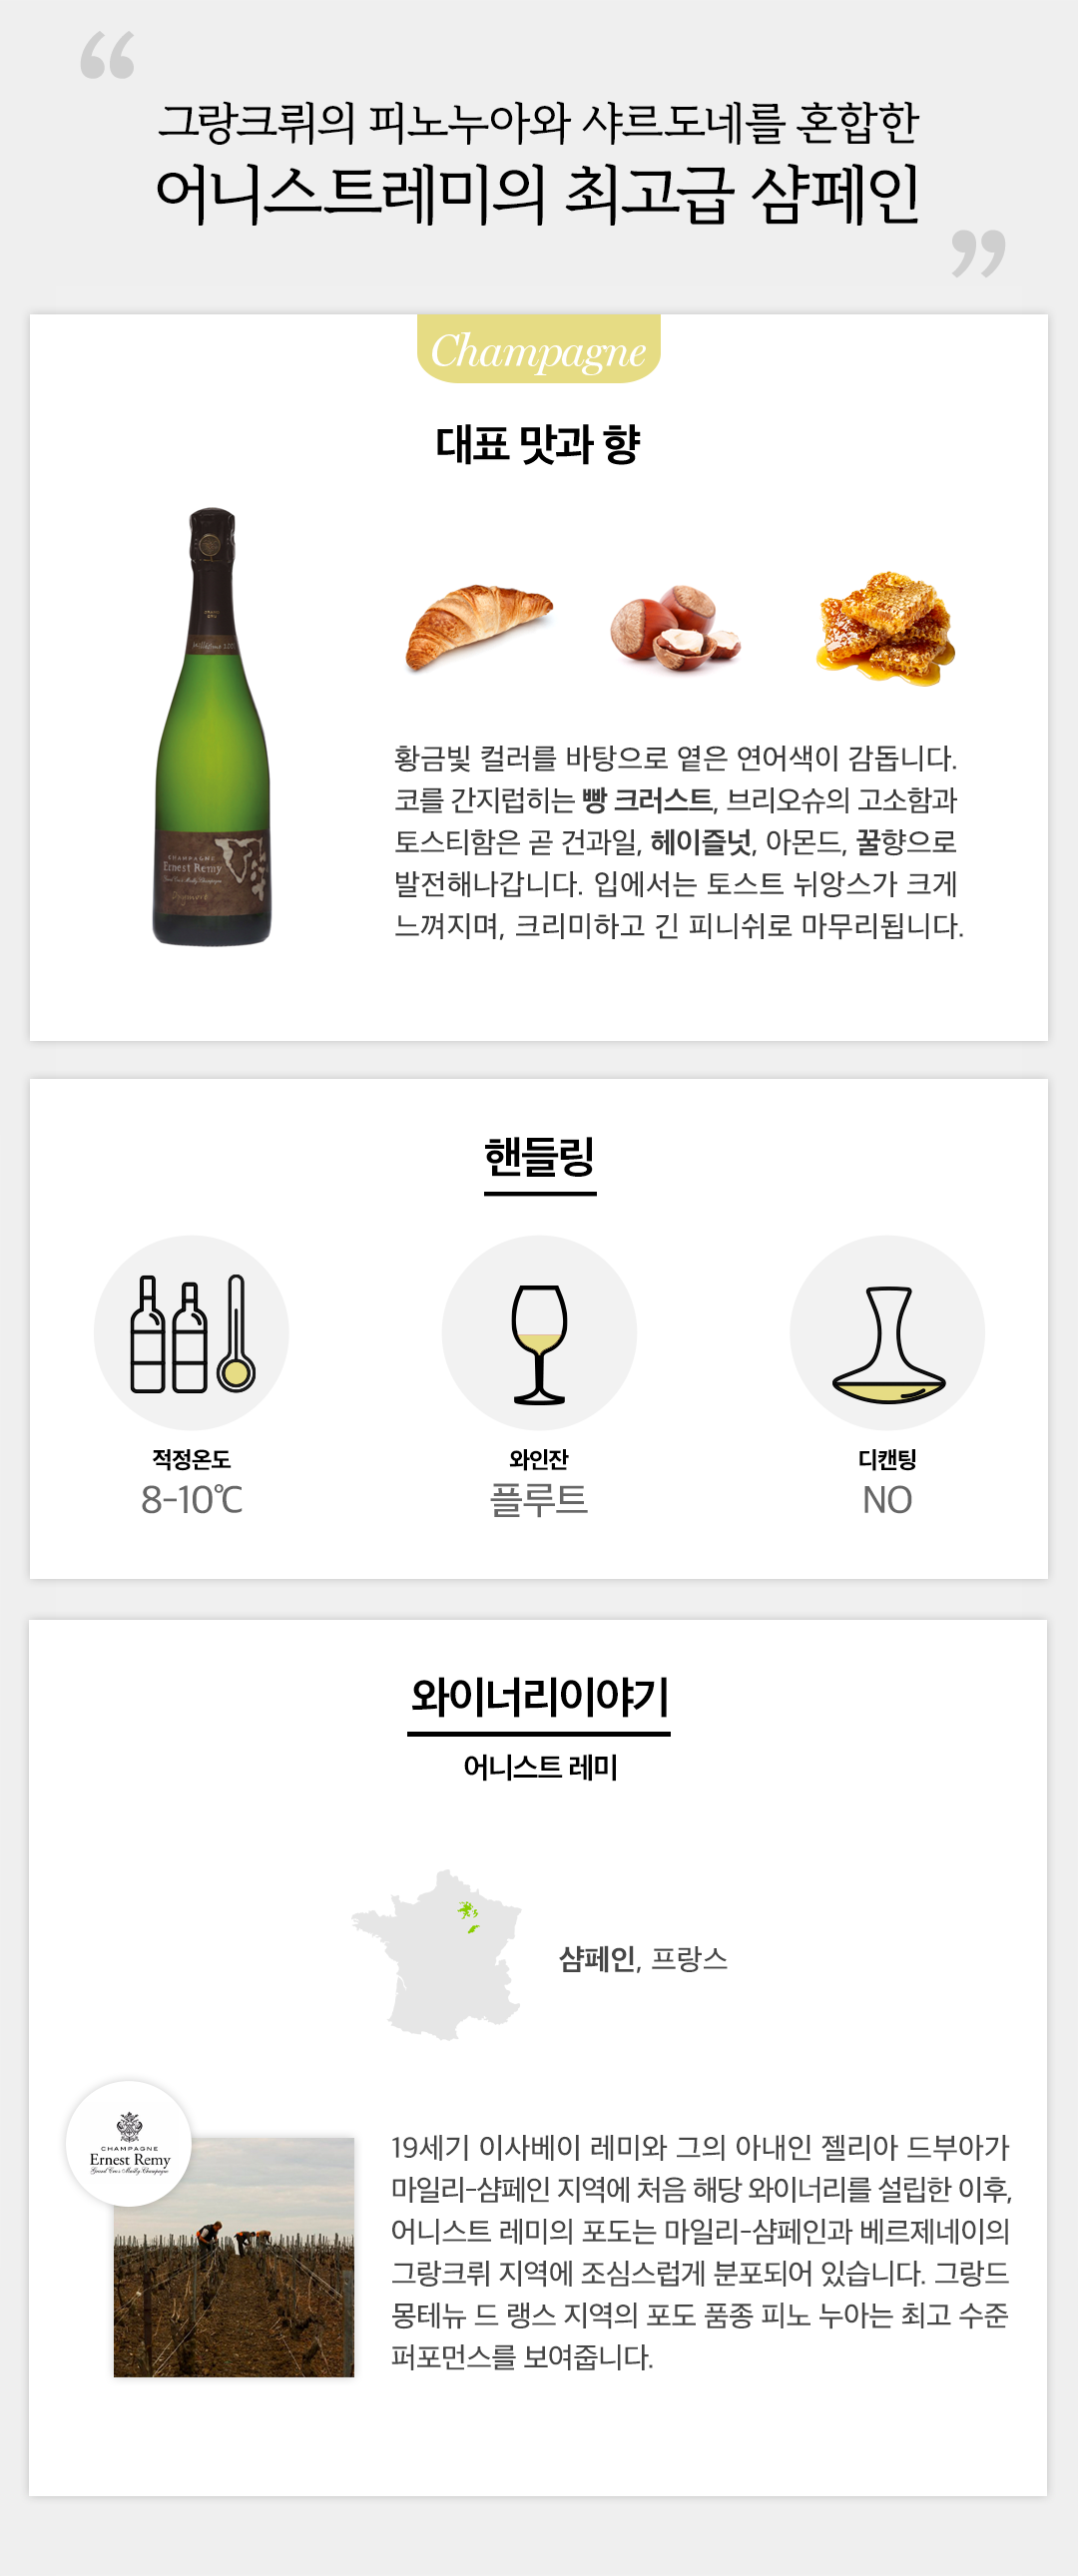 “
그랑크뤼의 피노누아와 샤르도네를 혼합한
어니스트레미의 최고급 샴페인
”
Champagne
대표 맛과 향
황금빛 컬러를 바탕으로 옅은 연어색이 감돕니다.
코를 간지럽히는 빵 크러스트, 브리오슈의 고소함과
토스티함은 곧 건과일, 헤이즐넛, 아몬드, 꿀향으로
발전해나갑니다. 입에서는 토스트 뉘앙스가 크게
느껴지며, 크리미하고 긴 피니쉬로 마무리됩니다.
CHAMPAGNE
Ernest Remy
핸들링
적정온도
8-10℃
와인잔
플루트
디캔팅
NO
와이너리이야기
어니스트 레미
샴페인, 프랑스
CHAMPAGNE
Ernest Remy
Grand Cru à Mailly-Champagne
19세기 이사베이 레미와 그의 아내인 젤리아 드부아가
마일리-샴페인 지역에 처음 해당 와이너리를 설립한 이후,
어니스트 레미의 포도는 마일리-샴페인과 베르제네이의
그랑크뤼 지역에 조심스럽게 분포되어 있습니다. 그랑드
몽테뉴 드 랭스 지역의 포도 품종 피노 누아는 최고 수준
퍼포먼스를 보여줍니다.